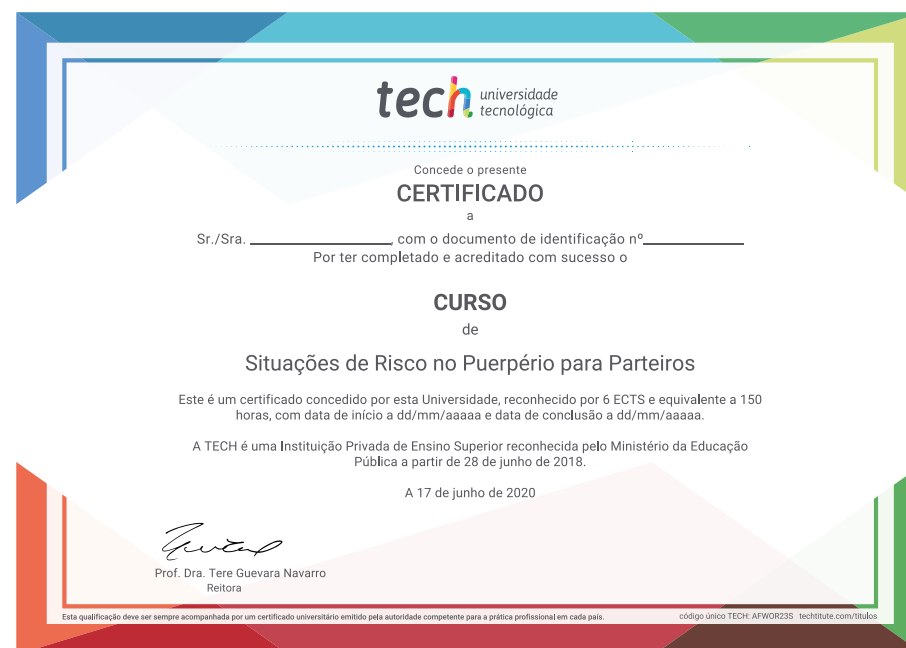 tech universidade
tecnológica
Concede o presente
CERTIFICADO
a
Sr./Sra. ____________________, com o documento de identificação nº______________
Por ter completado e acreditado com sucesso o
CURSO
de
Situações de Risco no Puerpério para Parteiros
Este é um certificado concedido por esta Universidade, reconhecido por 6 ECTS e equivalente a 150
horas, com data de início a dd/mm/aaaaa e data de conclusão a dd/mm/aaaaa.
A TECH é uma Instituição Privada de Ensino Superior reconhecida pelo Ministério da Educação
Pública a partir de 28 de junho de 2018.
A 17 de junho de 2020
Prof. Dra. Tere Guevara Navarro
Reitora
Esta qualificação deve ser sempre acompanhada por um certificado universitário emitido pela autoridade competente para a prática profissional em cada país.
código único TECH: AFWOR23S techtitute.com/titulos